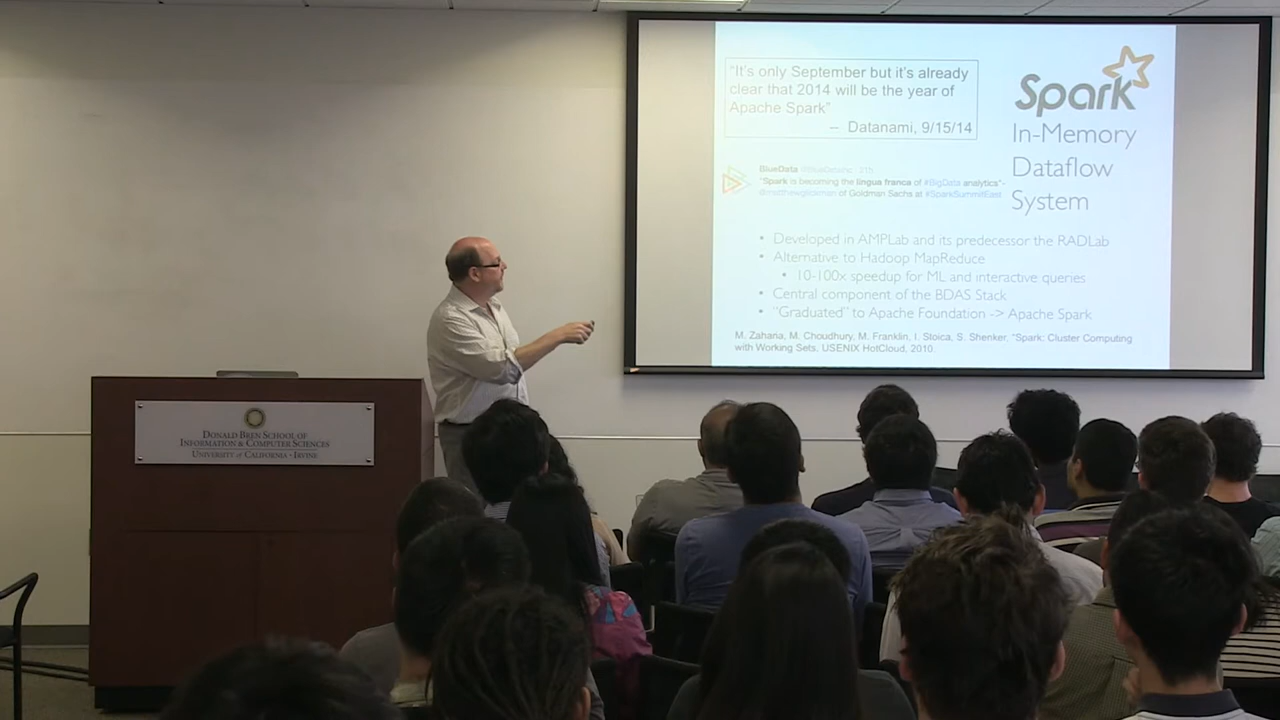 "It's only September but it's already
clear that 2014 will be the year of
Apache Spark"
-- Datanami, 9/15/14
Spark
In-Memory
Dataflow
System
BlueData
"Spark is becoming the lingua franca of #BigData analytics"-
of Goldman Sachs at #SparkSummitEast
• Developed in AMPLab and its predecessor the RADLab
• Alternative to Hadoop MapReduce
• 10-100x speedup for ML and interactive queries
• Central component of the BDAS Stack
• "Graduated" to Apache Foundation -> Apache Spark
M. Zaharia, M. Choudhury, M. Franklin, I. Stoica, S. Shenker, "Spark: Cluster Computing
with Working Sets, USENIX HotCloud, 2010.
DONALD BREN SCHOOL OF
INFORMATION & COMPUTER SCIENCES
UNIVERSITY of CALIFORNIA · IRVINE